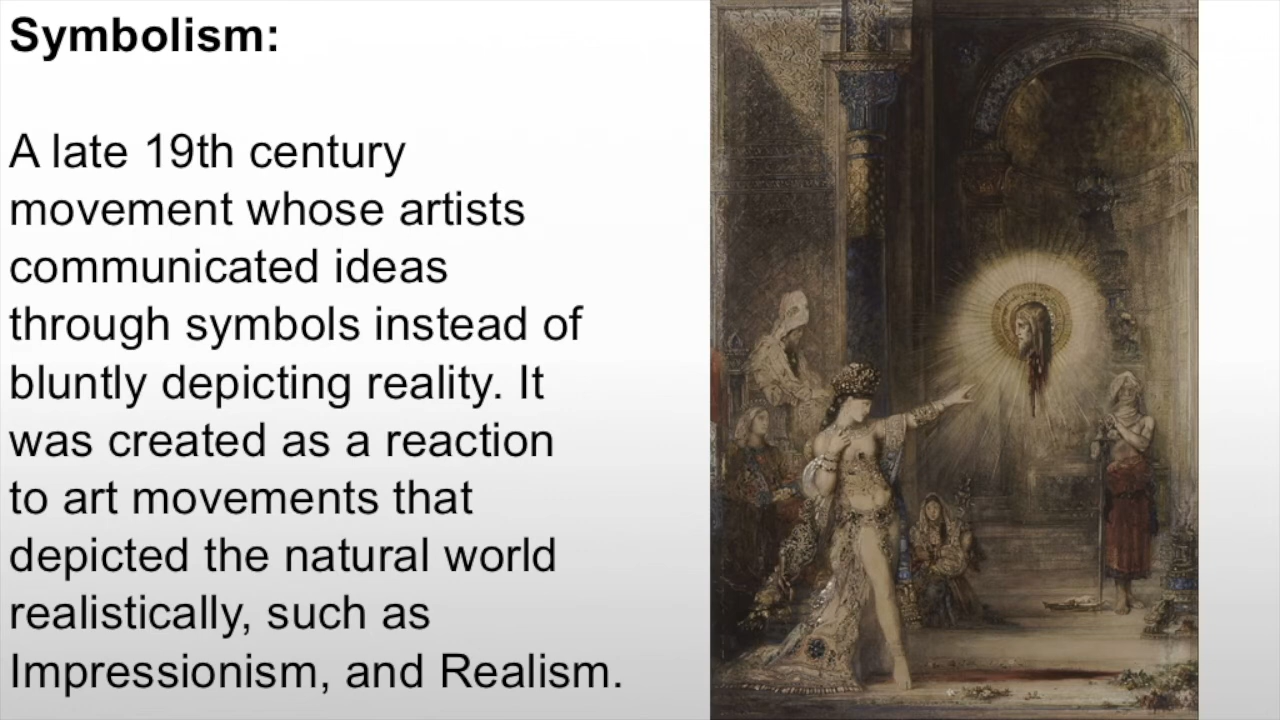 Symbolism:
A late 19th century
movement whose artists
communicated ideas
through symbols instead of
bluntly depicting reality. It
was created as a reaction
to art movements that
depicted the natural world
realistically, such as
Impressionism, and Realism.